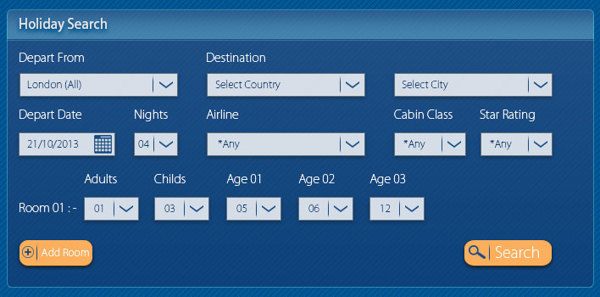 Holiday Search
Depart From Destination
London (All) Select Country Select City
Depart Date Nights Airline Cabin Class Star Rating
21/10/2013 04 *Any *Any *Any
Adults Childs Age 01 Age 02 Age 03
Room 01 : - 01 03 05 06 12
Add Room Search